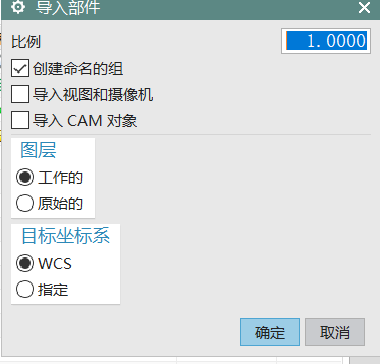 导入部件
比例 1.0000
创建命名的组
导入视图和摄像机
导入 CAM 对象
图层
工作的
原始的
目标坐标系
WCS
指定
确定 取消